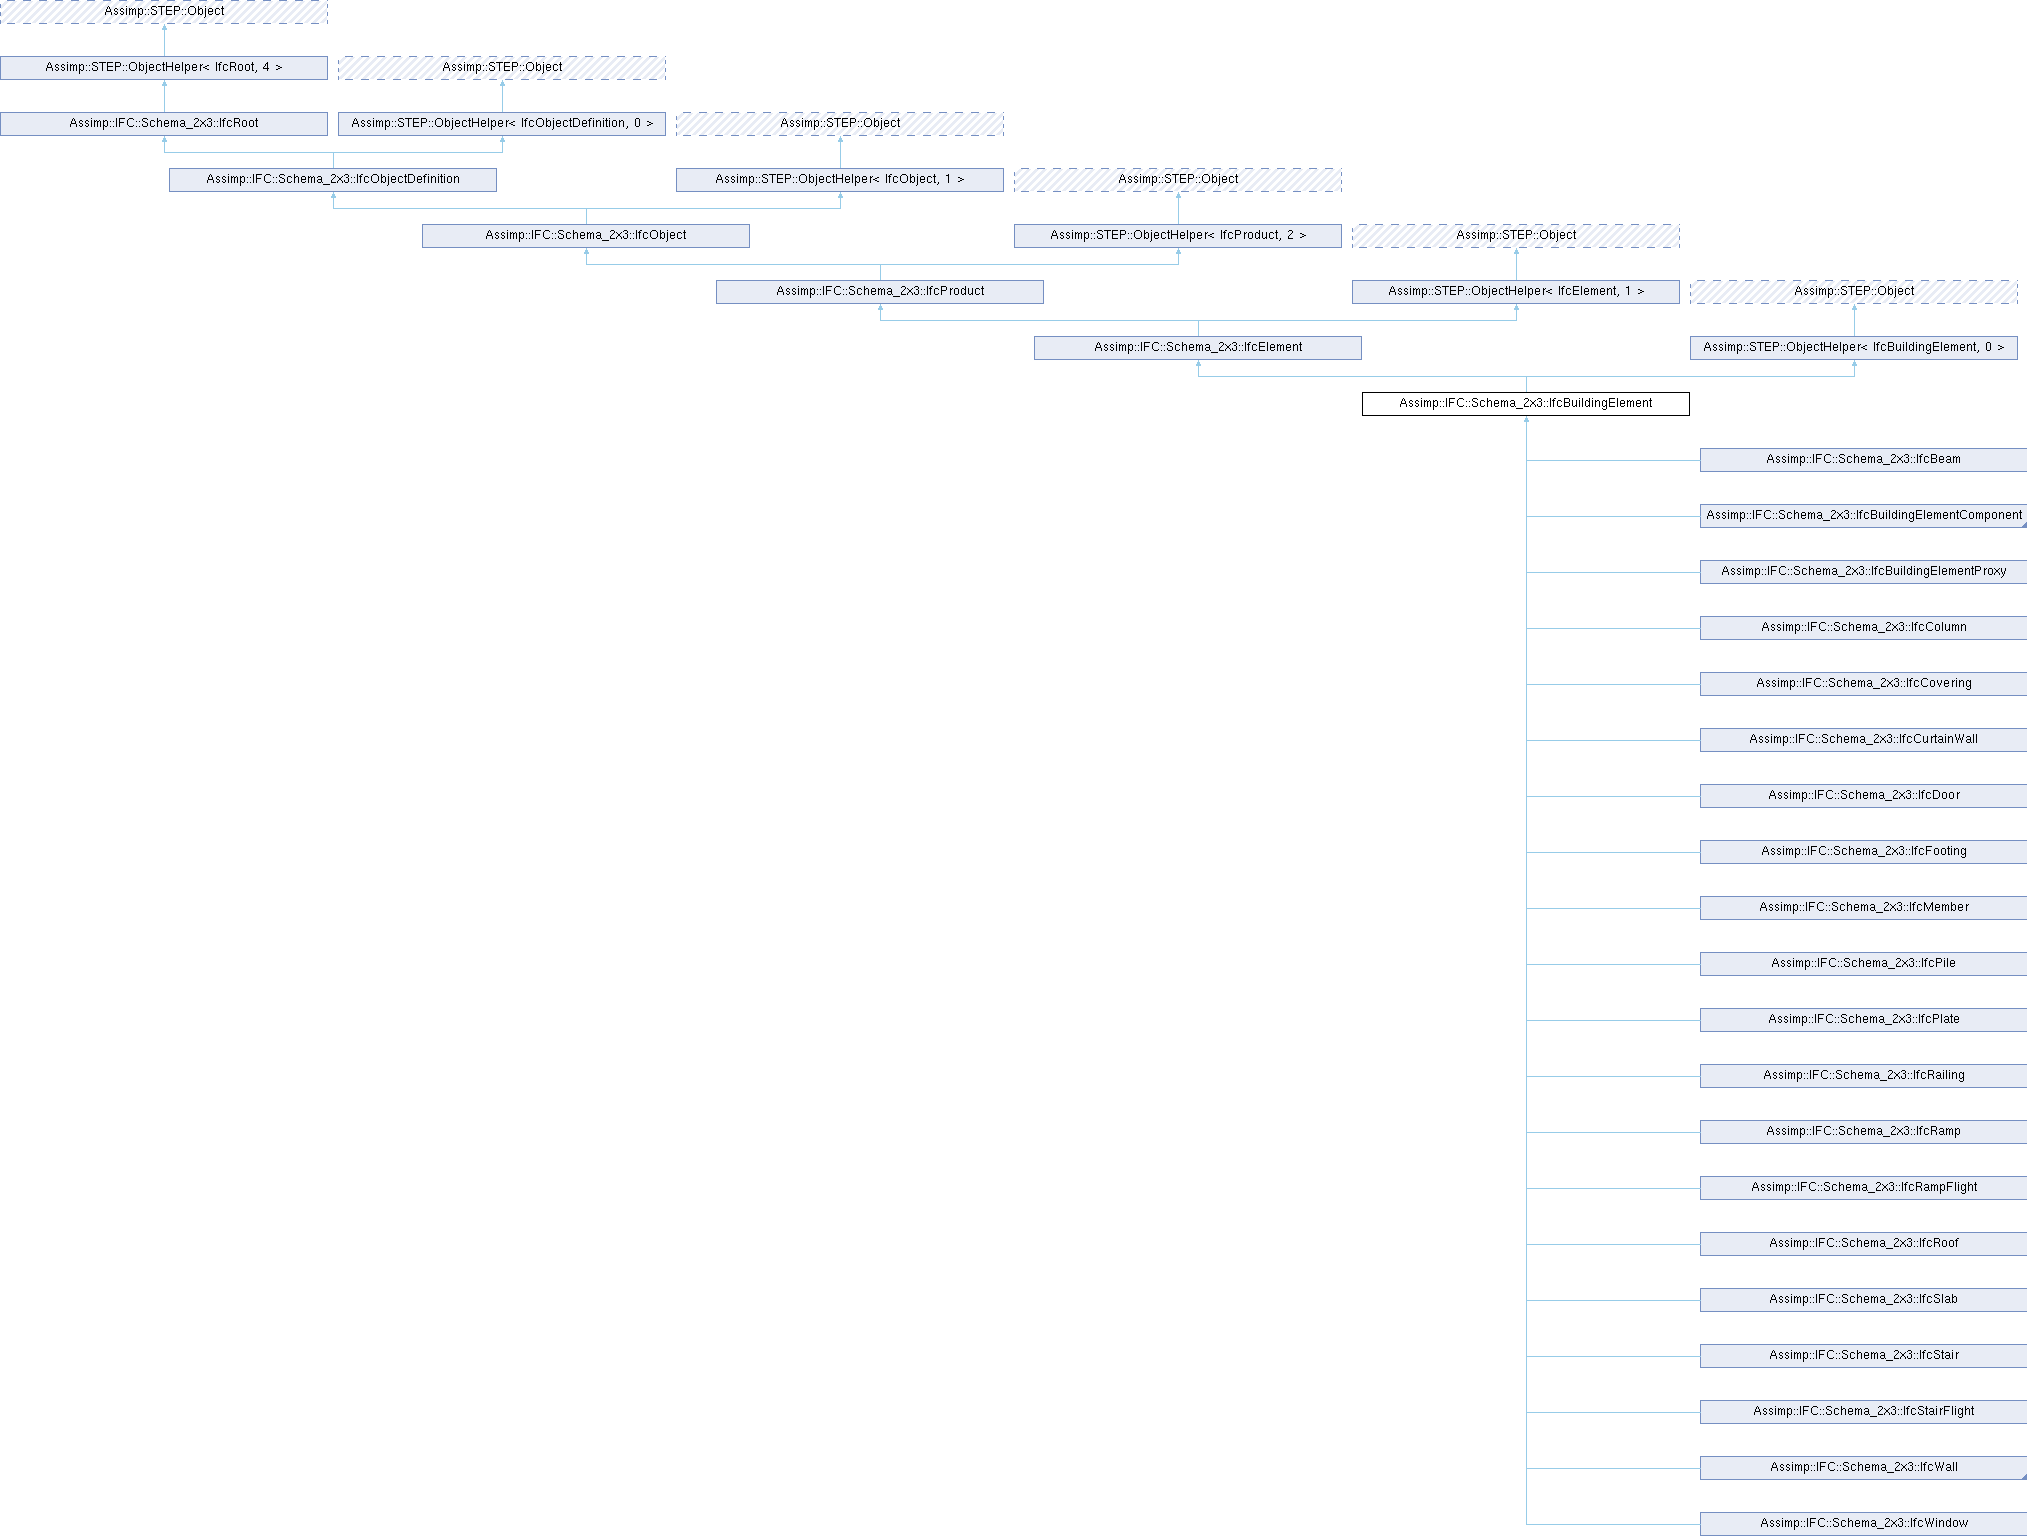 Assimp::STEP::Object
Assimp::STEP::ObjectHelper< IfcRoot, 4 >
Assimp::STEP::Object
Assimp::IFC::Schema_2x3::IfcRoot
Assimp::STEP::ObjectHelper< IfcObjectDefinition, 0 >
Assimp::STEP::Object
Assimp::IFC::Schema_2x3::IfcObjectDefinition
Assimp::STEP::ObjectHelper< IfcObject, 1 >
Assimp::STEP::Object
Assimp::IFC::Schema_2x3::IfcObject
Assimp::STEP::ObjectHelper< IfcProduct, 2 >
Assimp::STEP::Object
Assimp::IFC::Schema_2x3::IfcProduct
Assimp::STEP::ObjectHelper< IfcElement, 1 >
Assimp::STEP::Object
Assimp::IFC::Schema_2x3::IfcElement
Assimp::STEP::ObjectHelper< IfcBuildingElement, 0 >
Assimp::IFC::Schema_2x3::IfcBuildingElement
Assimp::IFC::Schema_2x3::IfcBeam
Assimp::IFC::Schema_2x3::IfcBuildingElementComponent
Assimp::IFC::Schema_2x3::IfcBuildingElementProxy
Assimp::IFC::Schema_2x3::IfcColumn
Assimp::IFC::Schema_2x3::IfcCovering
Assimp::IFC::Schema_2x3::IfcCurtainWall
Assimp::IFC::Schema_2x3::IfcDoor
Assimp::IFC::Schema_2x3::IfcFooting
Assimp::IFC::Schema_2x3::IfcMember
Assimp::IFC::Schema_2x3::IfcPile
Assimp::IFC::Schema_2x3::IfcPlate
Assimp::IFC::Schema_2x3::IfcRailing
Assimp::IFC::Schema_2x3::IfcRamp
Assimp::IFC::Schema_2x3::IfcRampFlight
Assimp::IFC::Schema_2x3::IfcRoof
Assimp::IFC::Schema_2x3::IfcSlab
Assimp::IFC::Schema_2x3::IfcStair
Assimp::IFC::Schema_2x3::IfcStairFlight
Assimp::IFC::Schema_2x3::IfcWall
Assimp::IFC::Schema_2x3::IfcWindow